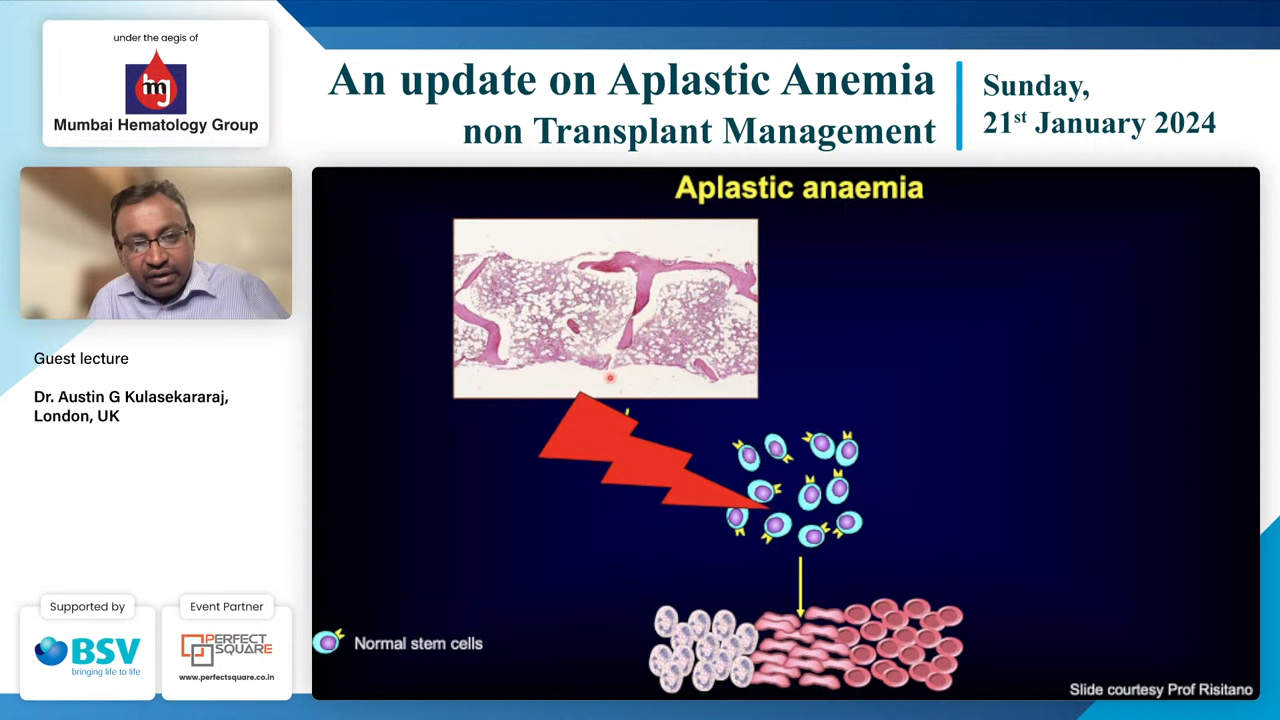 under the aegis of
mg
Mumbai Hematology Group
An update on Aplastic Anemia
non Transplant Management
Sunday,
21st January 2024
Guest lecture
Dr. Austin G Kulasekararaj,
London, UK
Aplastic anaemia
Normal stem cells
Slide courtesy Prof Risitano
Supported by
BSV
bringing life to life
Event Partner
PERFECT
SQUARE
www.perfectsquare.co.in